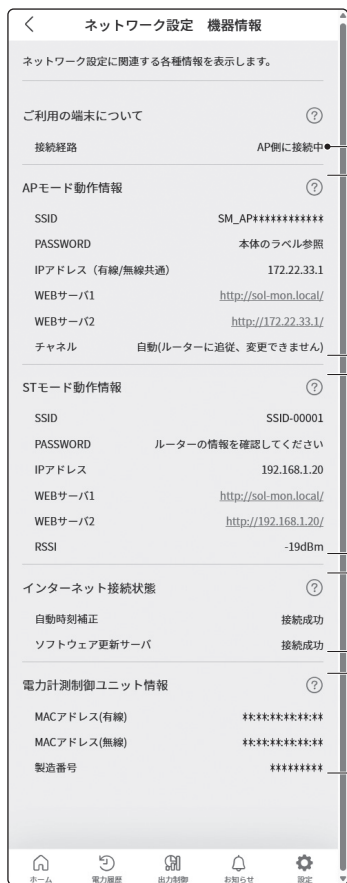 ネットワーク設定　機器情報
ネットワーク設定に関連する各種情報を表示します。
ご利用の端末について ?
接続経路 AP側に接続中
APモード動作情報 ?
SSID SM_AP************
PASSWORD 本体のラベル参照
IPアドレス（有線/無線共通） 172.22.33.1
WEBサーバ1 http://sol-mon.local/
WEBサーバ2 http://172.22.33.1/
チャネル 自動(ルーターに追従、変更できません)
STモード動作情報 ?
SSID SSID-00001
PASSWORD ルーターの情報を確認してください
IPアドレス 192.168.1.20
WEBサーバ1 http://sol-mon.local/
WEBサーバ2 http://192.168.1.20/
RSSI -19dBm
インターネット接続状態 ?
自動時刻補正 接続成功
ソフトウェア更新サーバ 接続成功
電力計測制御ユニット情報 ?
MACアドレス(有線) **:**:**:**:**:**
MACアドレス(無線) **:**:**:**:**:**
製造番号 *********
ホーム 電力履歴 出力制御 お知らせ 設定